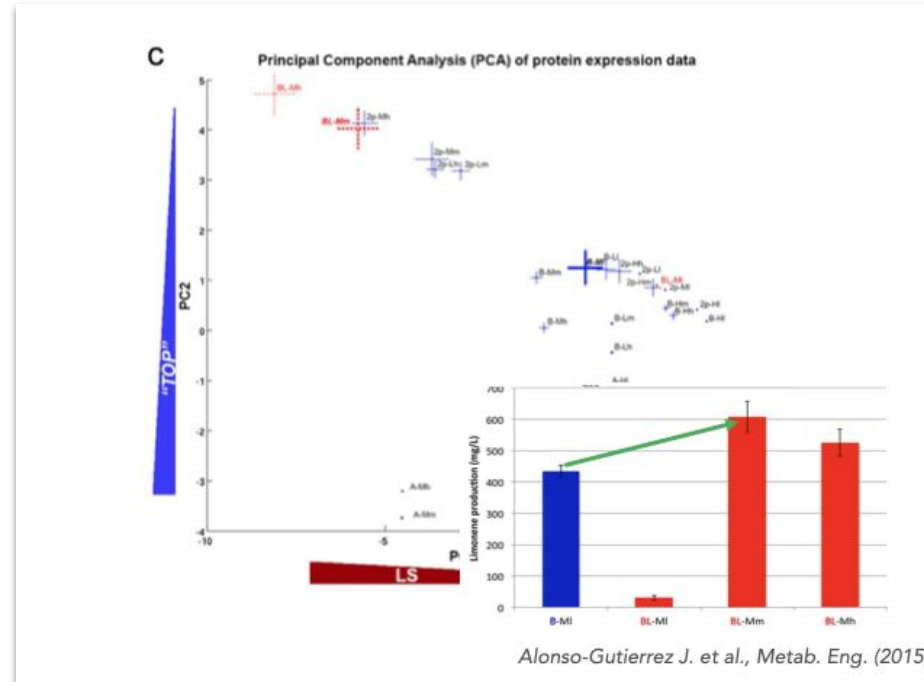 C
Principal Component Analysis (PCA) of protein expression data
5
BL-Mh
4
BL-Mm
2p-Mh
2p-Mm
2p-Lh
2p-Lm
3
2
B-Ll
2p-Hh
2p-Ll
B-Mm
2p-Hm
BL-Ml
2p-Ml
1
PC2
B-Hm
2p-Hl
B-Hh
B-Hl
B-Mh
B-Lm
0
B-Lh
-1
A-Hl
"TOP"
-2
-3
A-Mh
A-Mm
-4
-10
-5
LS
Limonene production (mg/L)
700
600
500
400
300
200
100
0
B-Ml
BL-Ml
BL-Mm
BL-Mh
Alonso-Gutierrez J. et al., Metab. Eng. (2015